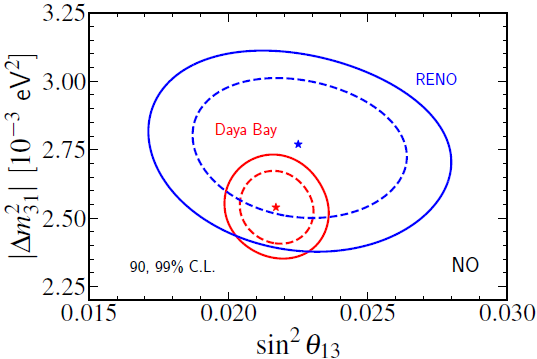 3.25
3.00
2.75
2.50
2.25
|Δm²₃₁| [10⁻³ eV²]
RENO
Daya Bay
90, 99% C.L.
NO
0.015 0.020 0.025 0.030
sin² θ₁₃